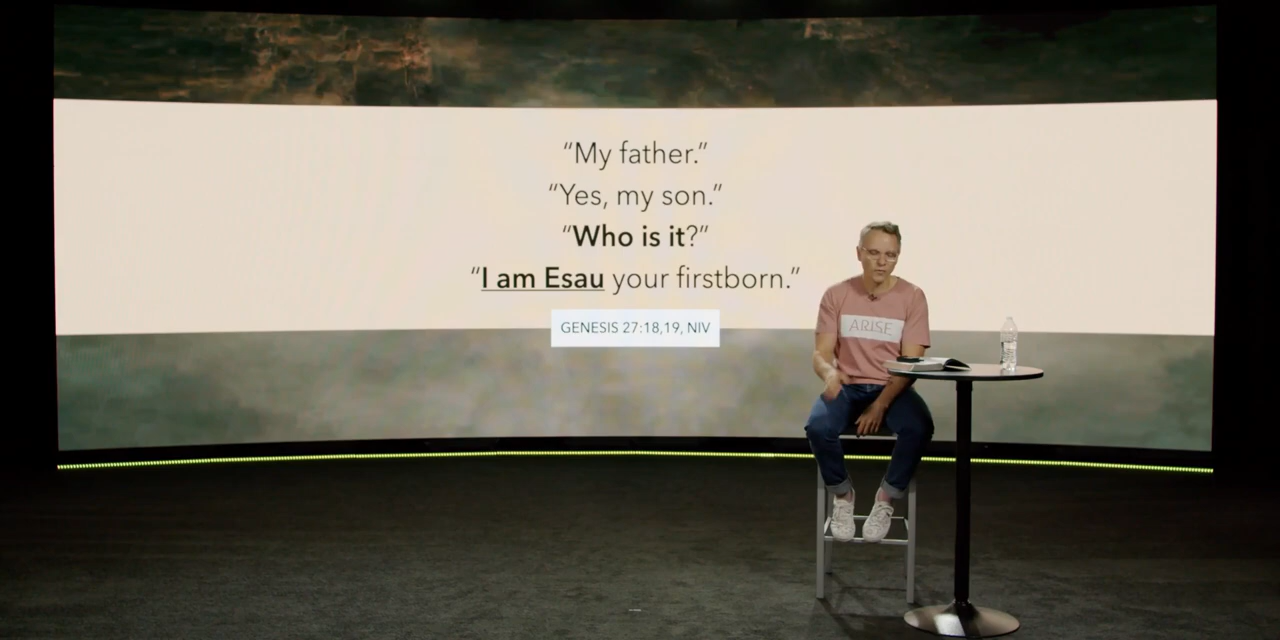 “My father.”
“Yes, my son.”
“Who is it?”
“I am Esau your firstborn.”
GENESIS 27:18,19, NIV
ARISE